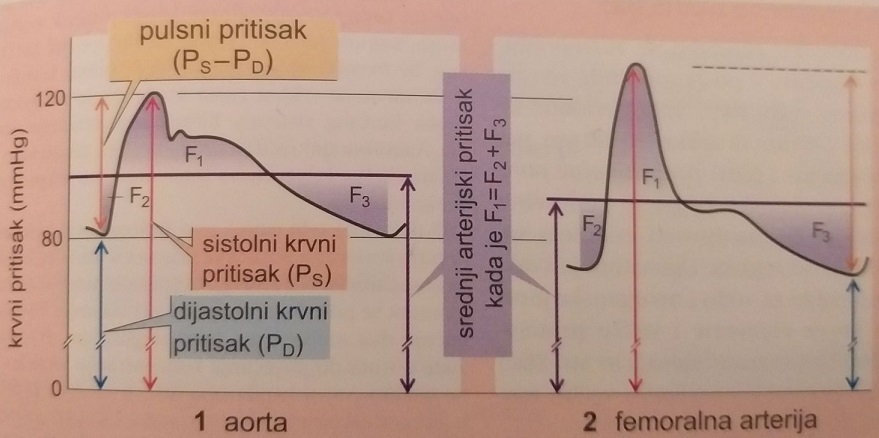 pulsni pritisak
(PS–PD)
krvni pritisak (mmHg)
120
80
0
F1
F2
F3
sistolni krvni
pritisak (PS)
dijastolni krvni
pritisak (PD)
srednji arterijski pritisak
kada je F1=F2+F3
F1
F2
F3
1 aorta
2 femoralna arterija